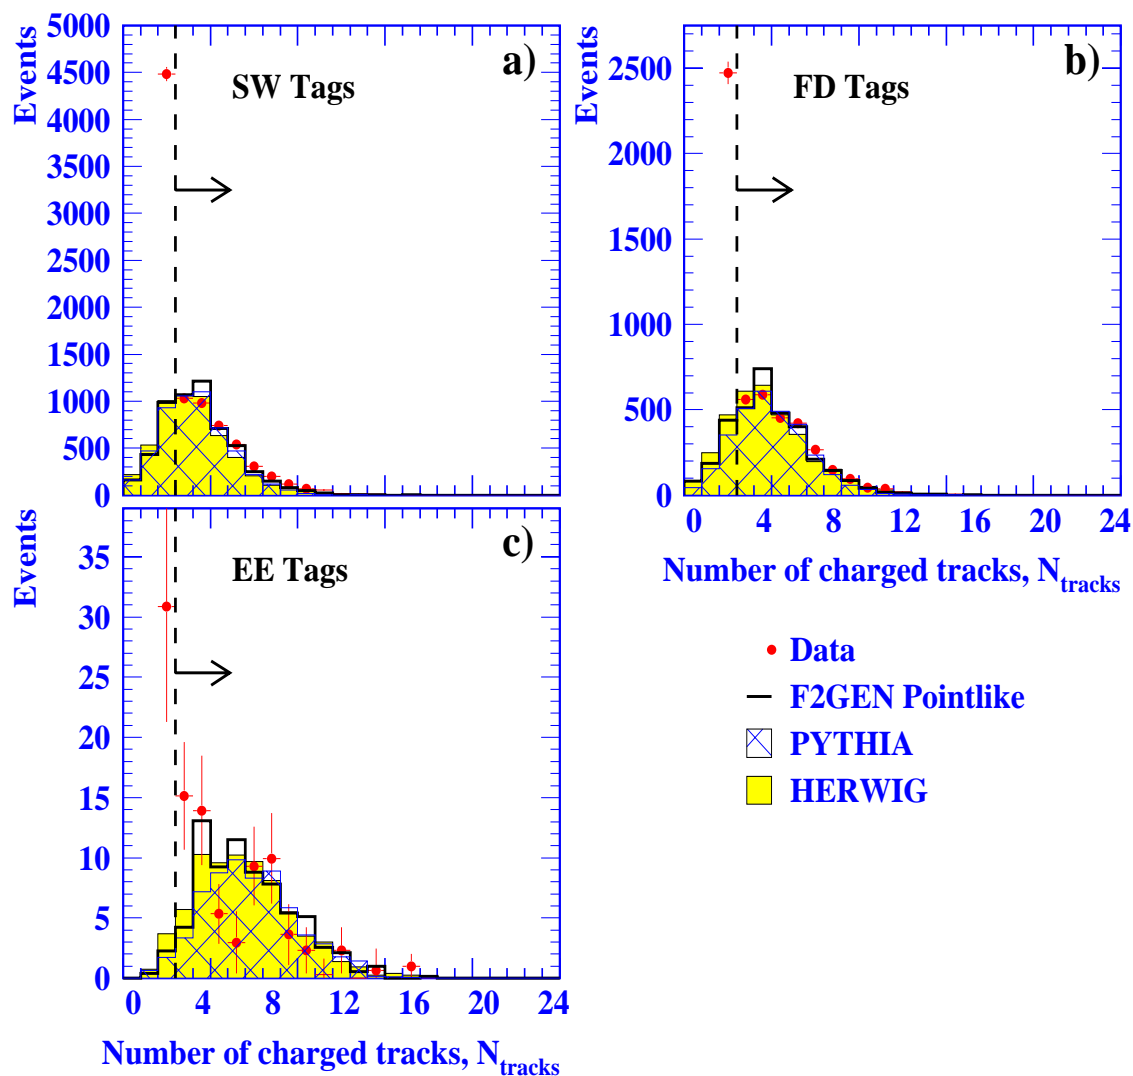 a)
SW Tags
Events
5000
4500
4000
3500
3000
2500
2000
1500
1000
500
0
b)
FD Tags
Events
2500
2000
1500
1000
500
0
0 4 8 12 16 20 24
Number of charged tracks, Ntracks
c)
EE Tags
Events
35
30
25
20
15
10
5
0
0 4 8 12 16 20 24
Number of charged tracks, Ntracks
Data
F2GEN Pointlike
PYTHIA
HERWIG